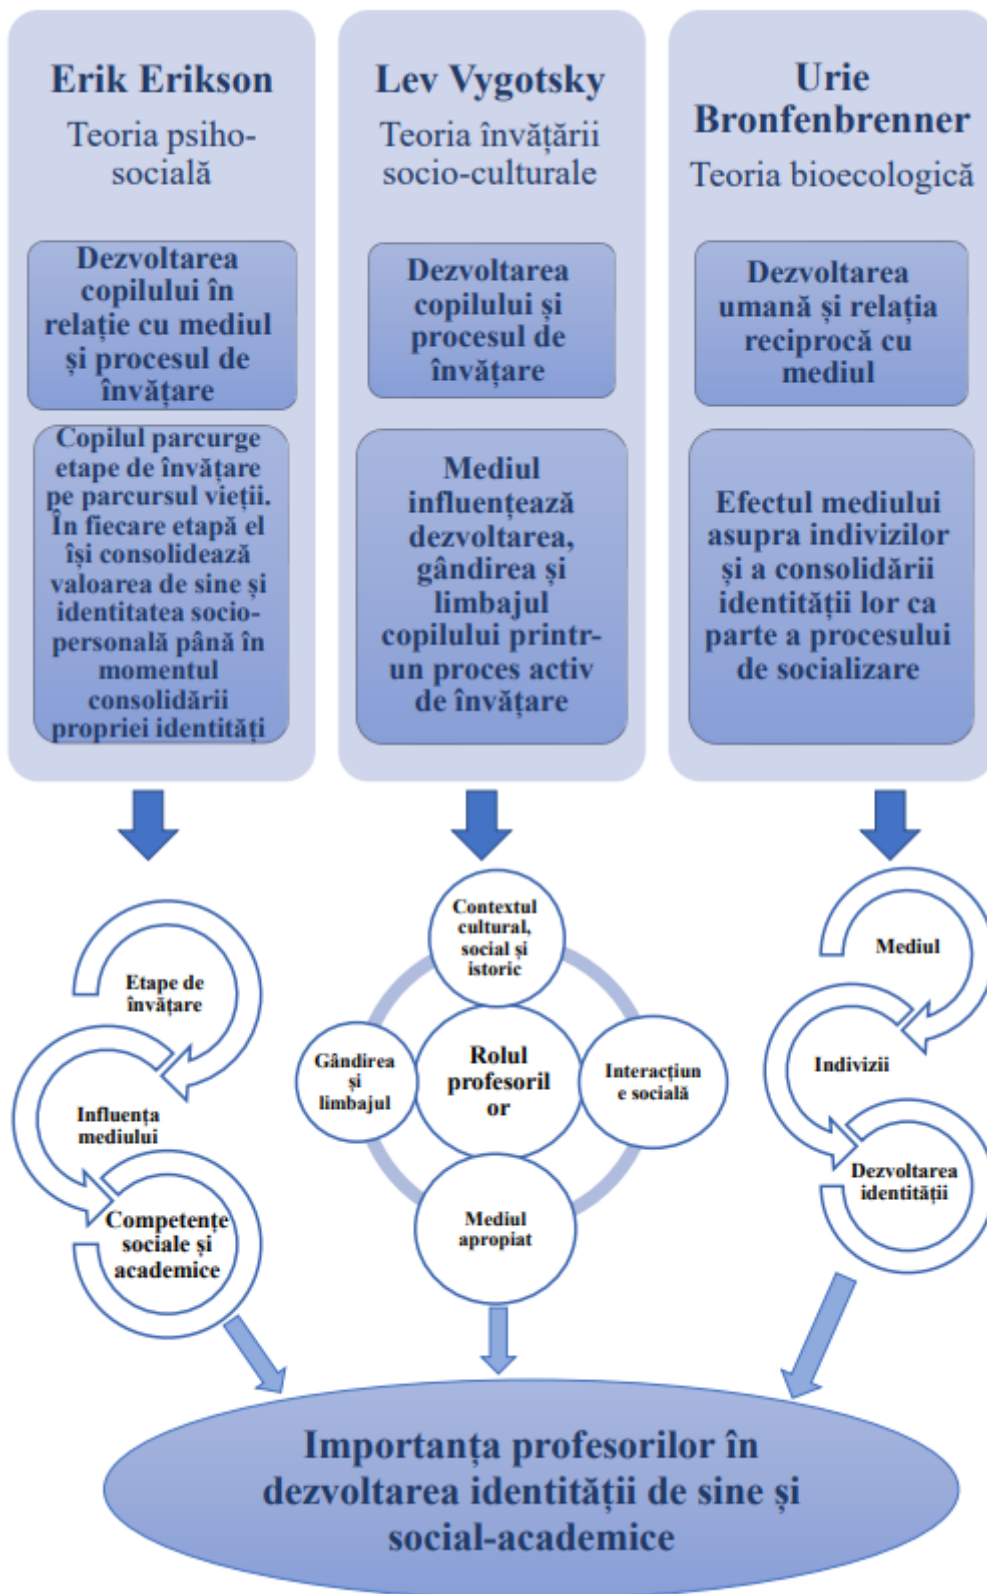 Erik Erikson
Teoria psiho-
socială
Dezvoltarea
copilului în
relație cu mediul
și procesul de
învățare
Copilul parcurge
etape de învățare
pe parcursul vieții.
În fiecare etapă el
își consolidează
valoarea de sine și
identitatea socio-
personală până în
momentul
consolidării
propriei identități
Lev Vygotsky
Teoria învățării
socio-culturale
Dezvoltarea
copilului și
procesul de
învățare
Mediul
influențează
dezvoltarea,
gândirea și
limbajul
copilului printr-
un proces activ
de învățare
Urie
Bronfenbrenner
Teoria bioecologică
Dezvoltarea
umană și relația
reciprocă cu
mediul
Efectul mediului
asupra indivizilor
și a consolidării
identității lor ca
parte a procesului
de socializare
Etape de
învățare
Influența
mediului
Competențe
sociale și
academice
Contextul
cultural,
social și
istoric
Gândirea
și
limbajul
Rolul
profesoril
or
Interacțiun
e socială
Mediul
apropiat
Mediul
Indivizii
Dezvoltarea
identității
Importanța profesorilor în
dezvoltarea identității de sine și
social-academice